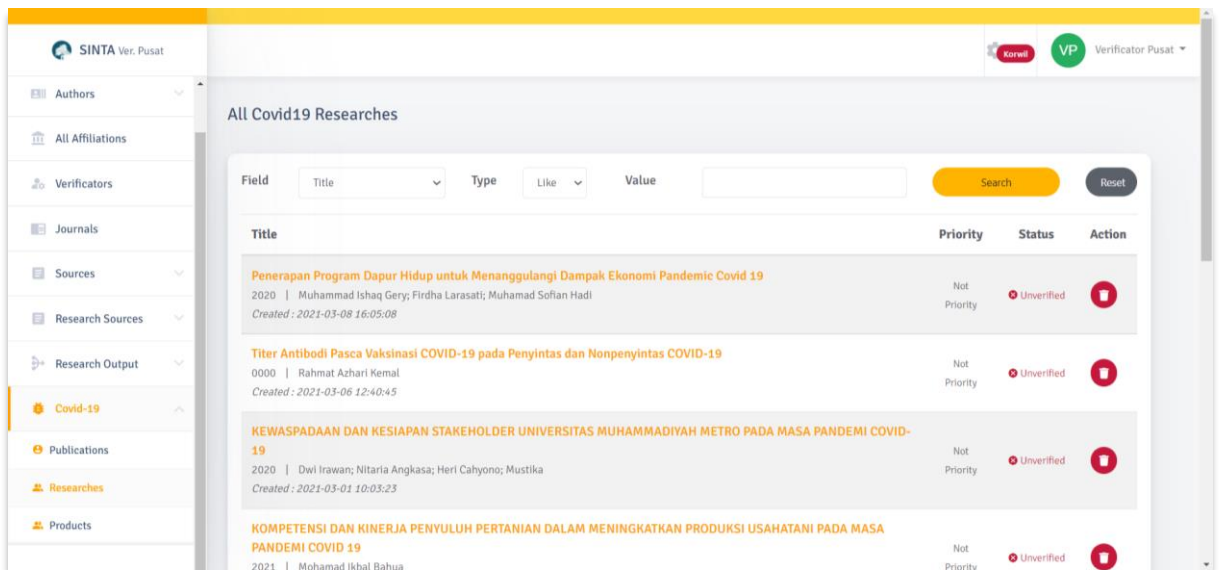 SINTA Ver. Pusat
Korwil
VP
Verificator Pusat
Authors
All Affiliations
Verificators
Journals
Sources
Research Sources
Research Output
Covid-19
Publications
Researches
Products
All Covid19 Researches
Field Title Type Like Value Search Reset
Title Priority Status Action
Penerapan Program Dapur Hidup untuk Menanggulangi Dampak Ekonomi Pandemic Covid 19
2020 | Muhammad Ishaq Gery; Firdha Larasati; Muhamad Sofian Hadi
Created : 2021-03-08 16:05:08
Not
Priority
Unverified
Titer Antibodi Pasca Vaksinasi COVID-19 pada Penyintas dan Nonpenyintas COVID-19
0000 | Rahmat Azhari Kemal
Created : 2021-03-06 12:40:45
Not
Priority
Unverified
KEWASPADAAN DAN KESIAPAN STAKEHOLDER UNIVERSITAS MUHAMMADIYAH METRO PADA MASA PANDEMI COVID-
19
2020 | Dwi Irawan; Nitaria Angkasa; Heri Cahyono; Mustika
Created : 2021-03-01 10:03:23
Not
Priority
Unverified
KOMPETENSI DAN KINERJA PENYULUH PERTANIAN DALAM MENINGKATKAN PRODUKSI USAHATANI PADA MASA
PANDEMI COVID 19
2021 | Mohamad Ikbal Bahua
Not
Priority
Unverified